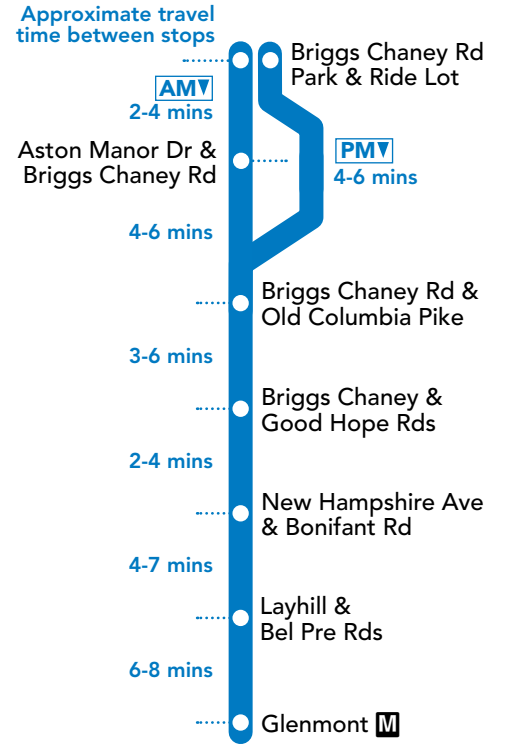 Approximate travel
time between stops
Briggs Chaney Rd
Park & Ride Lot
AM▼
2-4 mins
Aston Manor Dr &
Briggs Chaney Rd
PM▼
4-6 mins
4-6 mins
Briggs Chaney Rd &
Old Columbia Pike
3-6 mins
Briggs Chaney &
Good Hope Rds
2-4 mins
New Hampshire Ave
& Bonifant Rd
4-7 mins
Layhill &
Bel Pre Rds
6-8 mins
Glenmont M